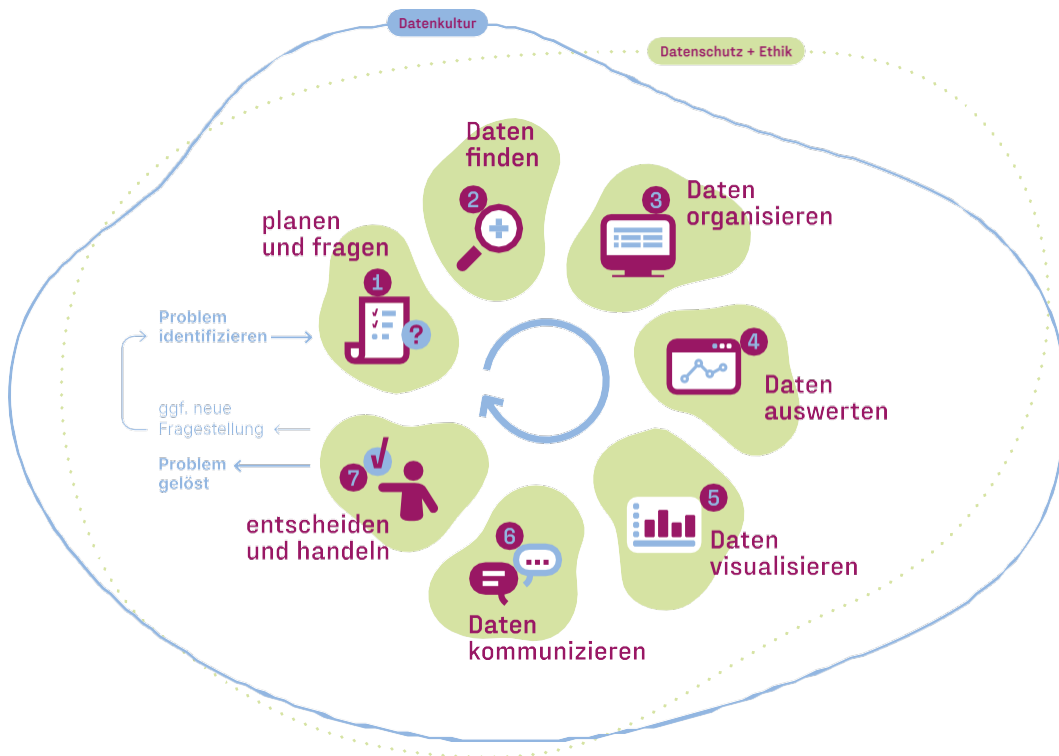 Datenkultur
Datenschutz + Ethik
planen
und fragen
1
?
Daten
finden
2
3
Daten
organisieren
4
Daten
auswerten
5
Daten
visualisieren
6
Daten
kommunizieren
7
entscheiden
und handeln
Problem
identifizieren
ggf. neue
Fragestellung
Problem
gelöst